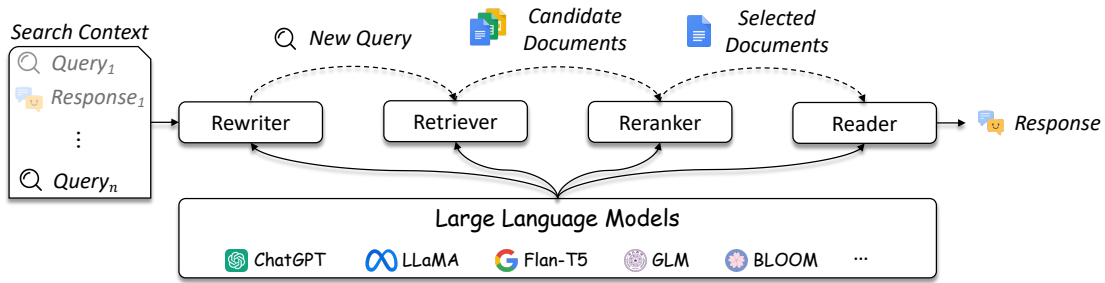 Search Context
Query1
Response1
⋮
Queryn
New Query
Candidate
Documents
Selected
Documents
Rewriter
Retriever
Reranker
Reader
Response
Large Language Models
ChatGPT
LLaMA
Flan-T5
GLM
BLOOM
...